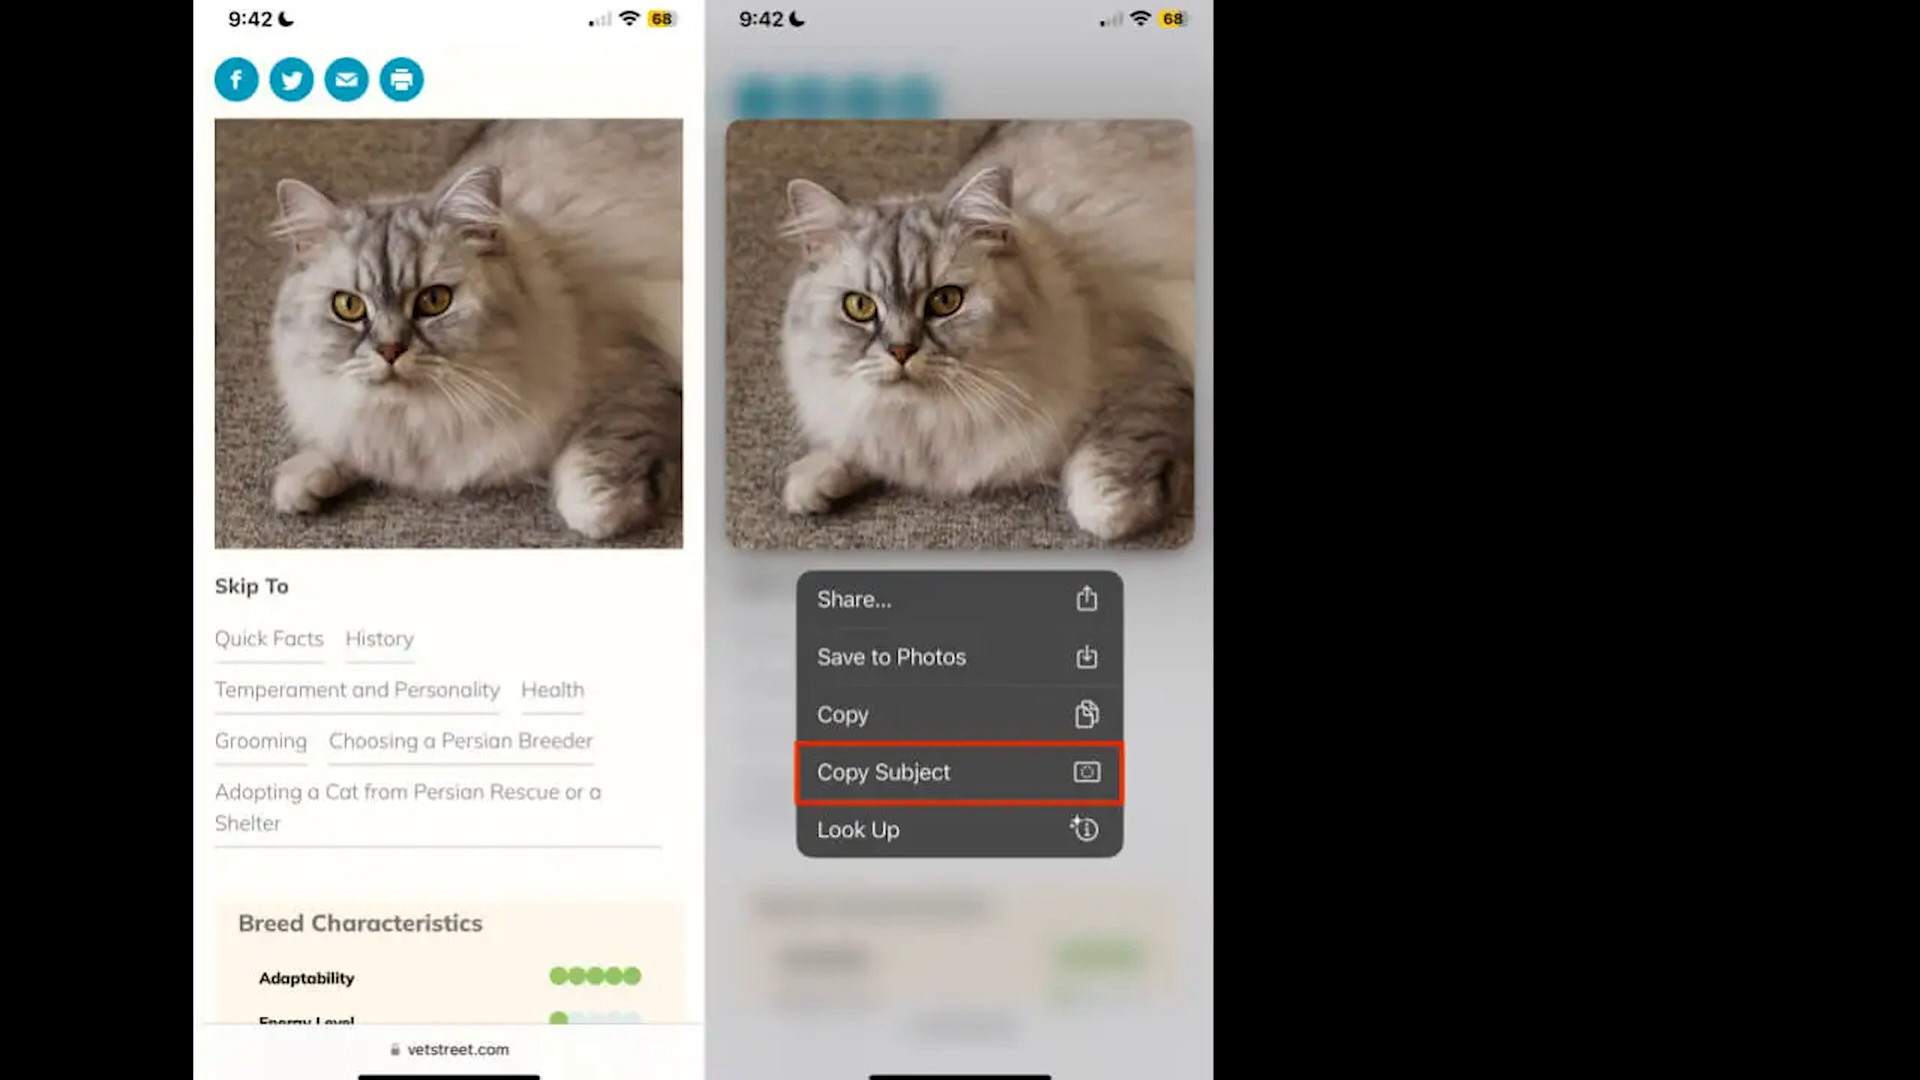 9:42
68
Skip To
Quick Facts History
Temperament and Personality Health
Grooming Choosing a Persian Breeder
Adopting a Cat from Persian Rescue or a
Shelter
Breed Characteristics
Adaptability
Energy Level
vetstreet.com
9:42
68
Share...
Save to Photos
Copy
Copy Subject
Look Up